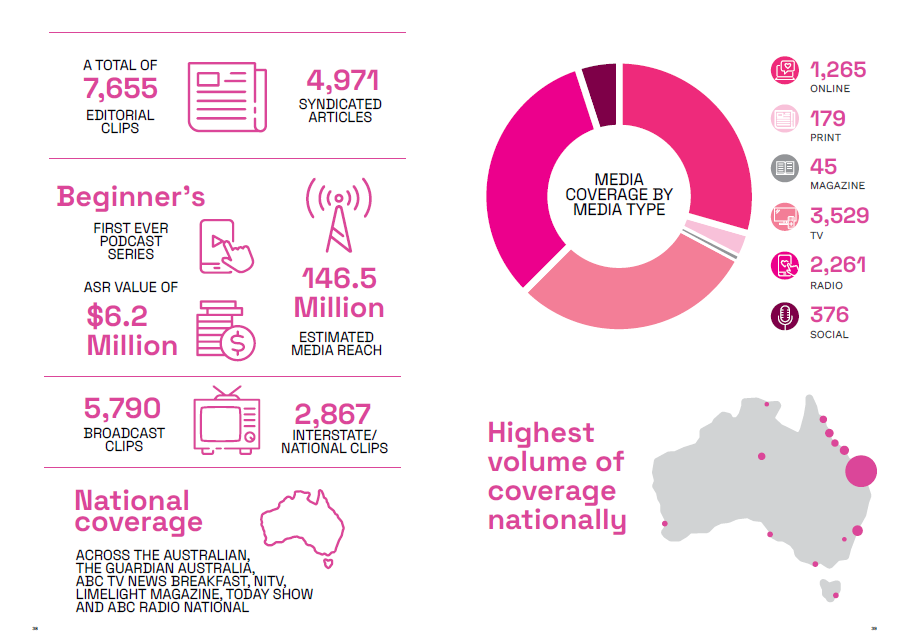 A TOTAL OF
7,655
EDITORIAL
CLIPS
4,971
SYNDICATED
ARTICLES
Beginner's
FIRST EVER
PODCAST
SERIES
ASR VALUE OF
$6.2
Million
146.5
Million
ESTIMATED
MEDIA REACH
5,790
BROADCAST
CLIPS
2,867
INTERSTATE/
NATIONAL CLIPS
National
coverage
ACROSS THE AUSTRALIAN,
THE GUARDIAN AUSTRALIA,
ABC TV NEWS BREAKFAST, NITV,
LIMELIGHT MAGAZINE, TODAY SHOW
AND ABC RADIO NATIONAL
38
MEDIA
COVERAGE BY
MEDIA TYPE
1,265
ONLINE
179
PRINT
45
MAGAZINE
3,529
TV
2,261
RADIO
376
SOCIAL
Highest
volume of
coverage
nationally
39